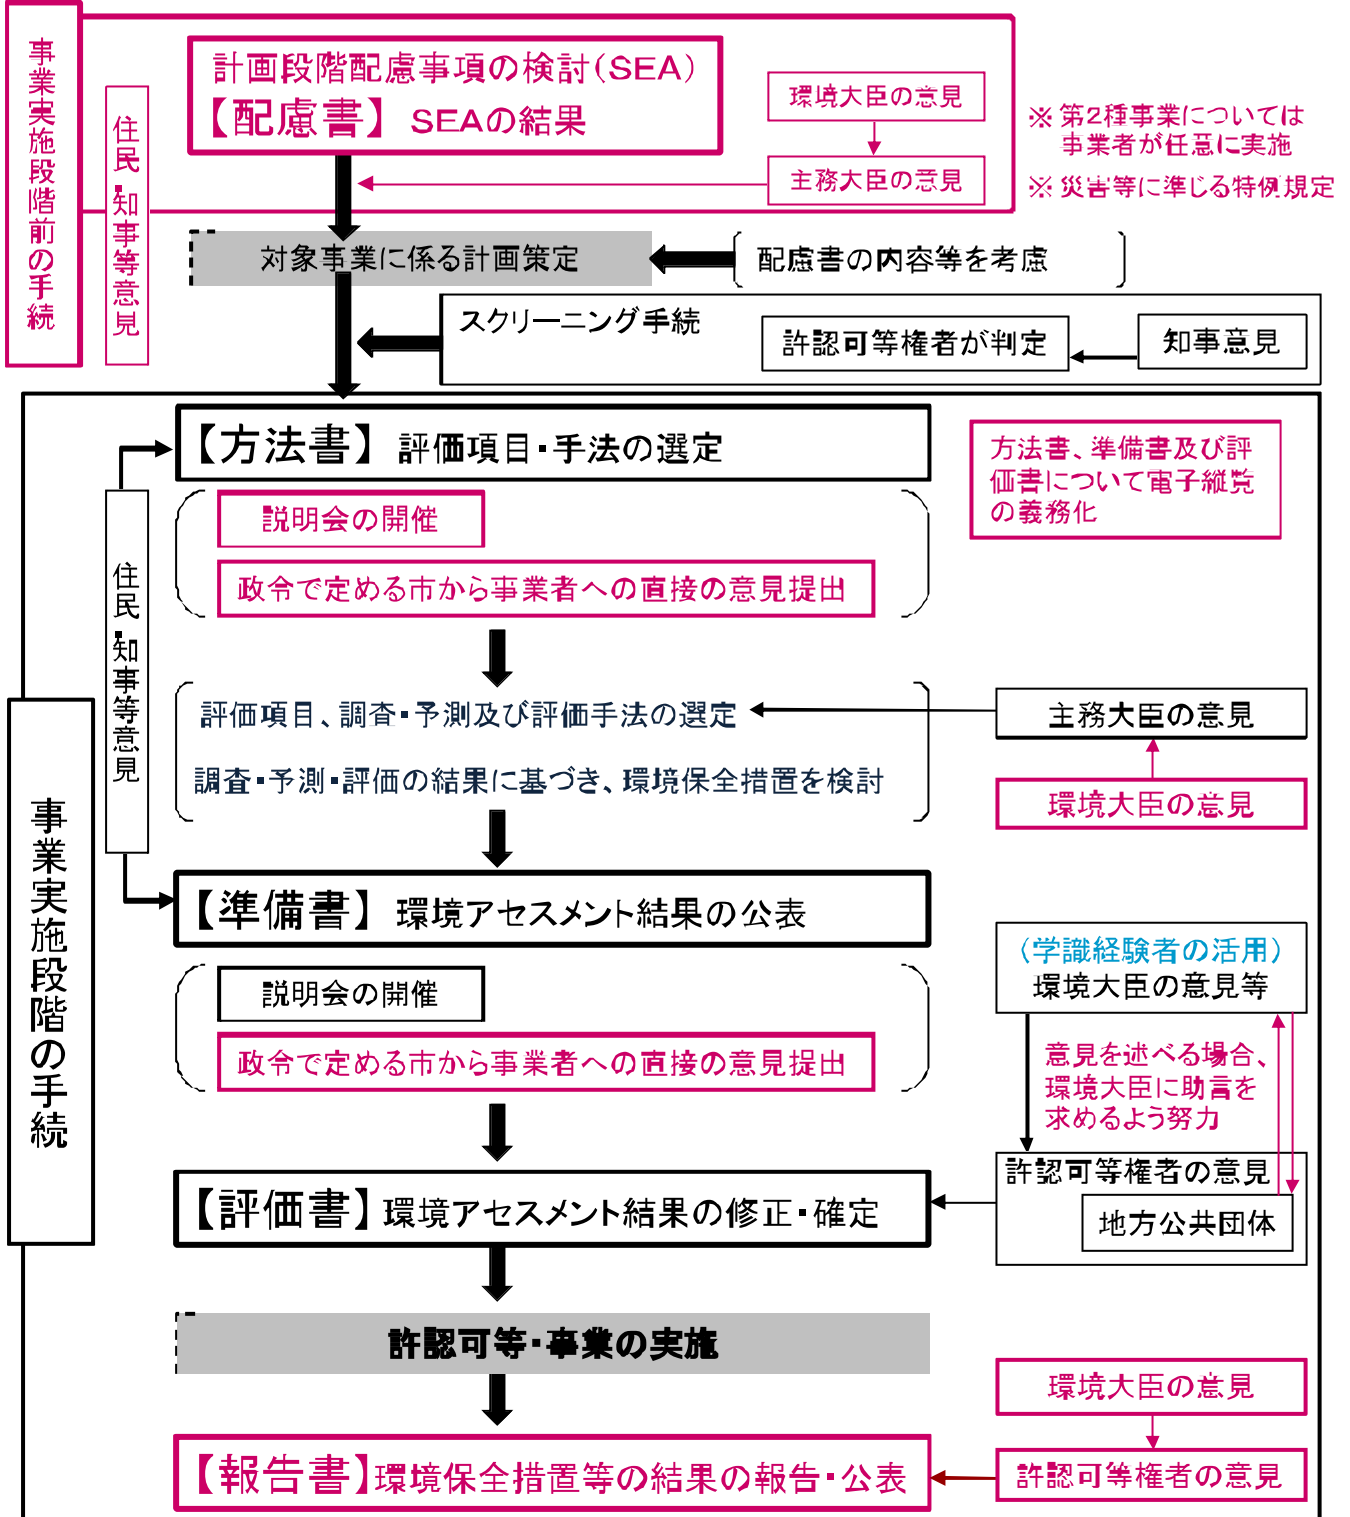 事業実施段階前の手続
計画段階配慮事項の検討(SEA)
【配慮書】 SEAの結果
環境大臣の意見
主務大臣の意見
※ 第2種事業については
事業者が任意に実施
※ 災害等に準じる特例規定
住民・知事等意見
対象事業に係る計画策定
配慮書の内容等を考慮
スクリーニング手続
許認可等権者が判定
知事意見
事業実施段階の手続
住民・知事等意見
【方法書】 評価項目・手法の選定
方法書、準備書及び評
価書について電子縦覧
の義務化
説明会の開催
政令で定める市から事業者への直接の意見提出
評価項目、調査・予測及び評価手法の選定
主務大臣の意見
調査・予測・評価の結果に基づき、環境保全措置を検討
環境大臣の意見
【準備書】 環境アセスメント結果の公表
説明会の開催
政令で定める市から事業者への直接の意見提出
(学識経験者の活用)
環境大臣の意見等
意見を述べる場合、
環境大臣に助言を
求めるよう努力
許認可等権者の意見
地方公共団体
【評価書】 環境アセスメント結果の修正・確定
許認可等・事業の実施
環境大臣の意見
【報告書】環境保全措置等の結果の報告・公表
許認可等権者の意見